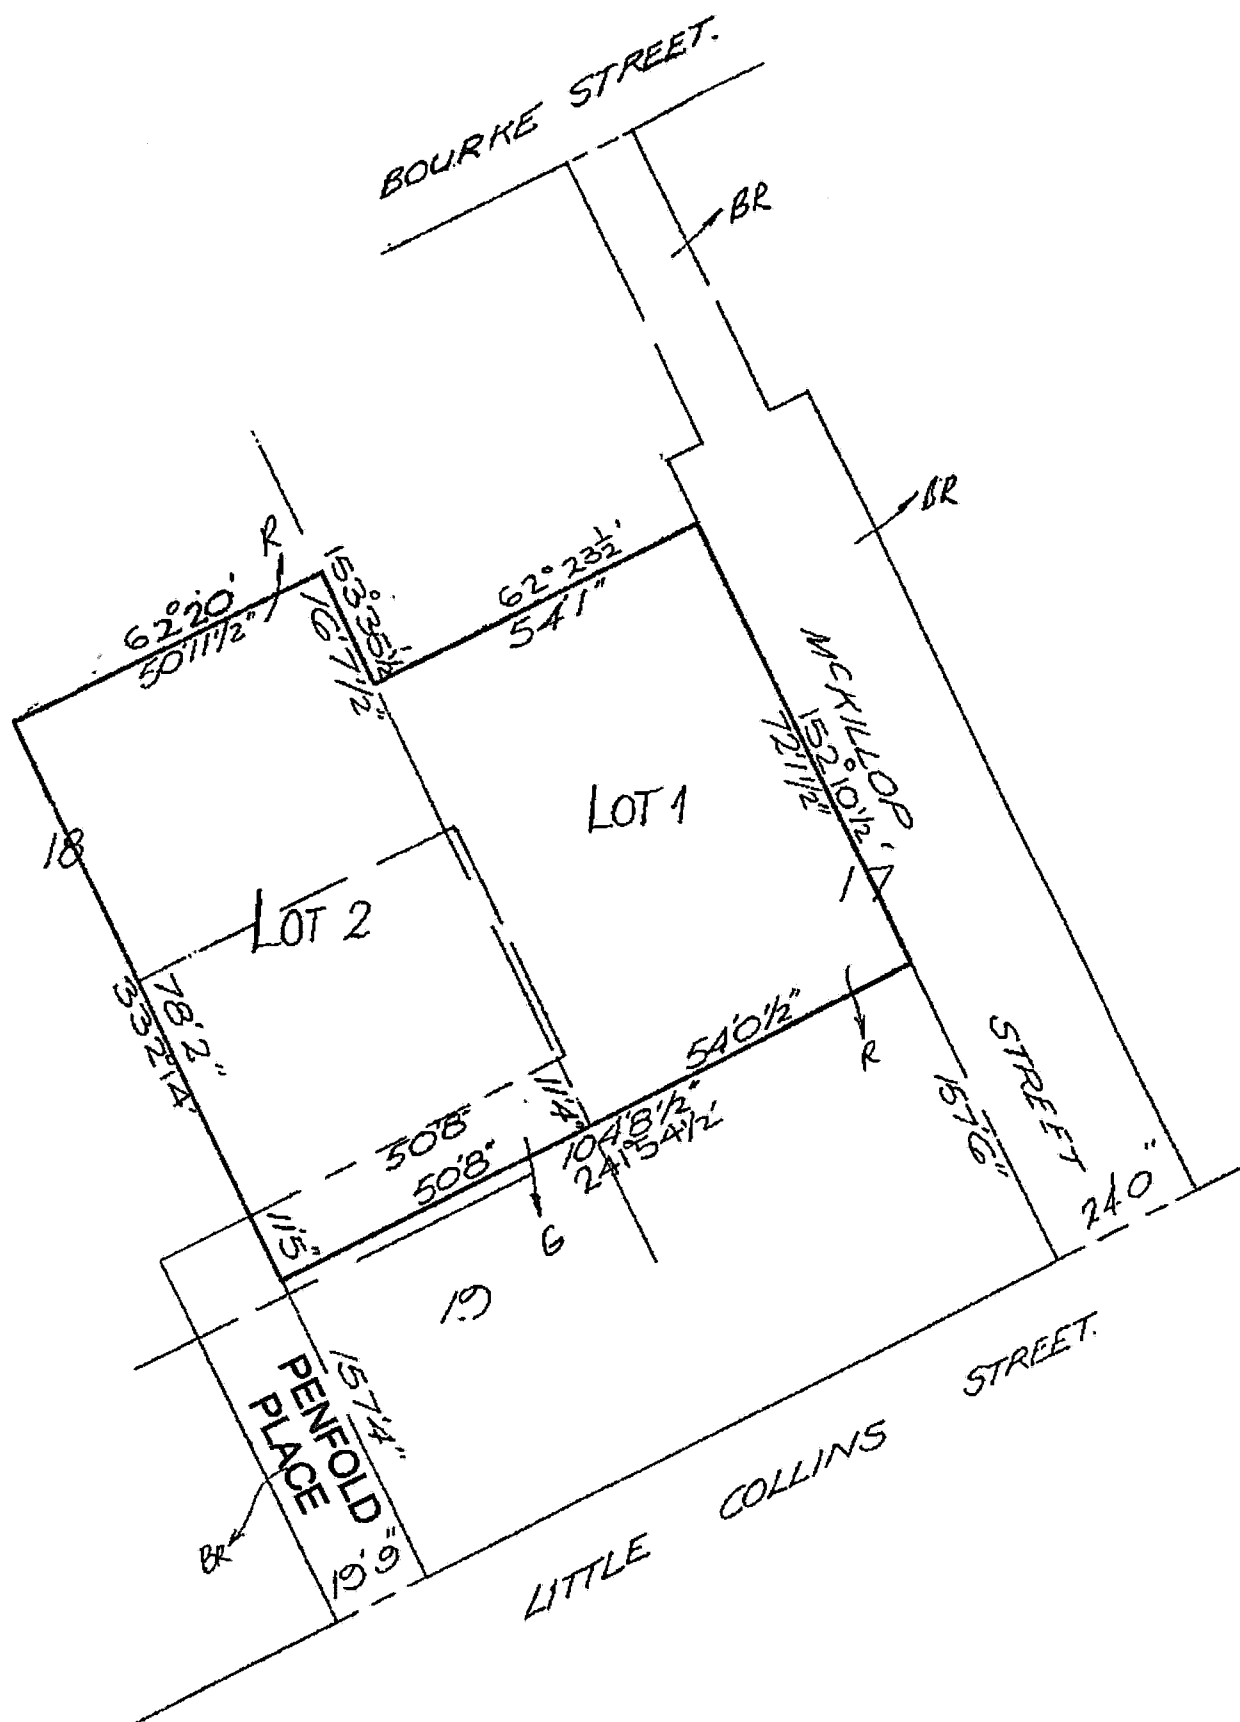 BOURKE STREET.
BR
BR
R
62°20'
50'11½"
153°35½'
16'7½"
62°23½'
54'1"
MCKILLOP
152°10½'
72'1½"
LOT 1
18
LOT 2
17
78'2"
332°14'
54'0½"
R
STREET
157'6"
50'8"
11'4"
50'8"
104'8½"
241°54½'
11'5"
G
24'0"
19
157'4"
PENFOLD
PLACE
BR
19'9"
LITTLE COLLINS STREET.